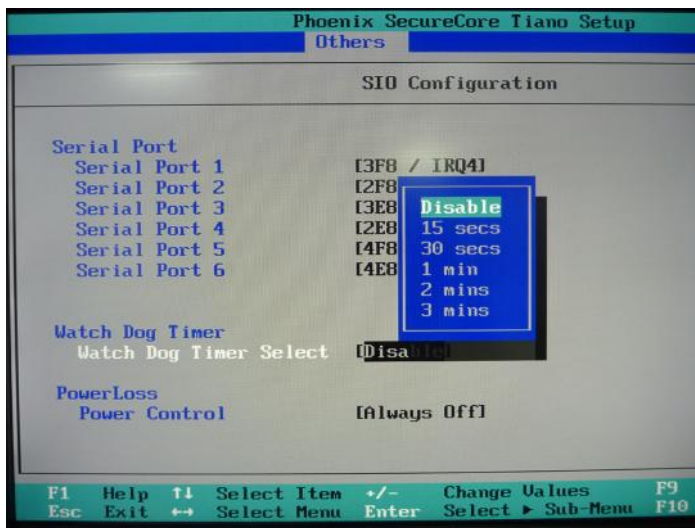 Phoenix SecureCore Tiano Setup
Others
SIO Configuration
Serial Port
Serial Port 1 [3F8 / IRQ4]
Serial Port 2 [2F8
Serial Port 3 [3E8
Serial Port 4 [2E8
Serial Port 5 [4F8
Serial Port 6 [4E8
Disable
15 secs
30 secs
1 min
2 mins
3 mins
Watch Dog Timer
Watch Dog Timer Select [Disable]
PowerLoss
Power Control [Always Off]
F1 Help ↑↓ Select Item +/- Change Values F9
Esc Exit ←→ Select Menu Enter Select ▶ Sub-Menu F10